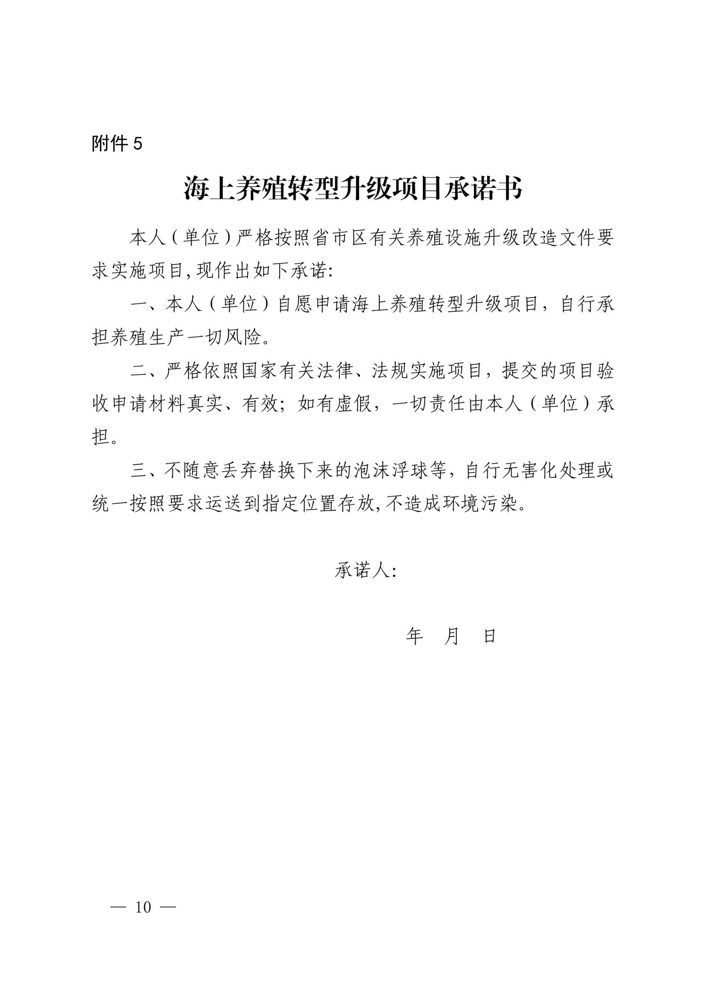 附件 5
海上养殖转型升级项目承诺书
本人（单位）严格按照省市区有关养殖设施升级改造文件要
求实施项目,现作出如下承诺:
一、本人（单位）自愿申请海上养殖转型升级项目，自行承
担养殖生产一切风险。
二、严格依照国家有关法律、法规实施项目，提交的项目验
收申请材料真实、有效；如有虚假，一切责任由本人（单位）承
担。
三、不随意丢弃替换下来的泡沫浮球等，自行无害化处理或
统一按照要求运送到指定位置存放,不造成环境污染。
承诺人：
年 月 日
— 10 —